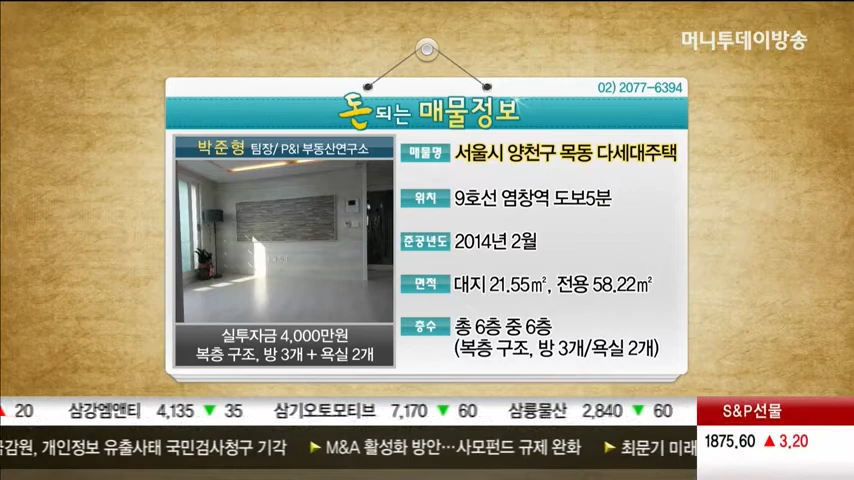 머니투데이방송
02) 2077-6394
돈 되는 매물정보
박준형 팀장/ P&I 부동산연구소
매물명 서울시 양천구 목동 다세대주택
위치 9호선 염창역 도보5분
준공년도 2014년 2월
면적 대지 21.55㎡, 전용 58.22㎡
층수 총 6층 중 6층
(복층 구조, 방 3개/욕실 2개)
실투자금 4,000만원
복층 구조, 방 3개 + 욕실 2개
▲ 20 삼강엠앤티 4,135 ▼ 35 삼기오토모티브 7,170 ▼ 60 삼륭물산 2,840 ▼ 60
S&P선물
1875.60 ▲ 3.20
금감원, 개인정보 유출사태 국민검사청구 기각 ▶ M&A 활성화 방안…사모펀드 규제 완화 ▶ 최문기 미래